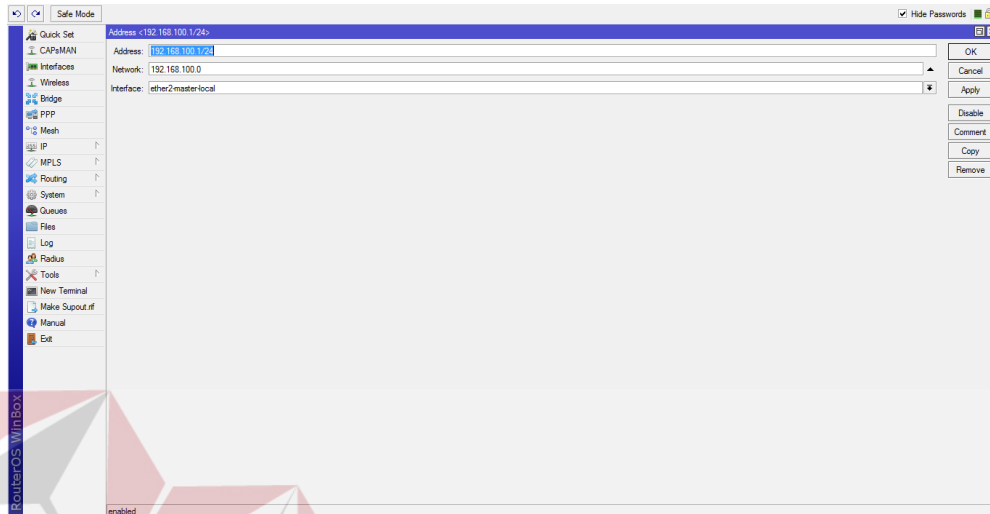 Safe Mode
Hide Passwords
Quick Set
CAPsMAN
Interfaces
Wireless
Bridge
PPP
Mesh
IP
MPLS
Routing
System
Queues
Files
Log
Radius
Tools
New Terminal
Make Supout.rif
Manual
Exit
RouterOS WinBox
Address <192.168.100.1/24>
Address: 192.168.100.1/24
Network: 192.168.100.0
Interface: ether2-master-local
OK
Cancel
Apply
Disable
Comment
Copy
Remove
enabled